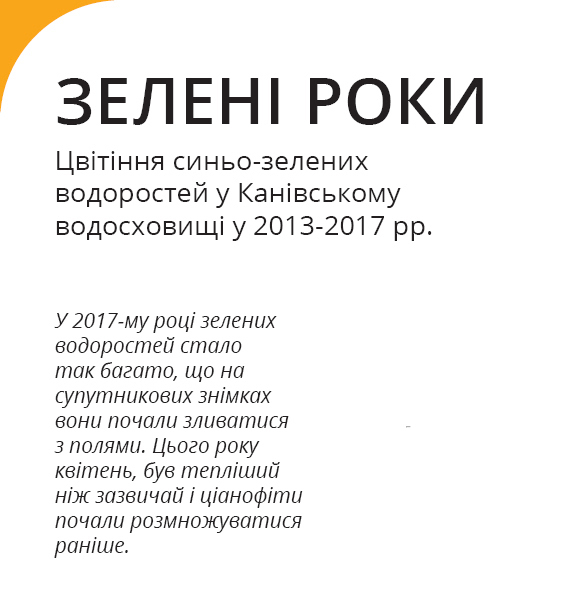 ЗЕЛЕНІ РОКИ
Цвітіння синьо-зелених
водоростей у Канівському
водосховищі у 2013-2017 рр.
У 2017-му році зелених
водоростей стало
так багато, що на
супутникових знімках
вони почали зливатися
з полями. Цього року
квітень, був тепліший
ніж зазвичай і ціанофіти
почали розмножуватися
раніше.